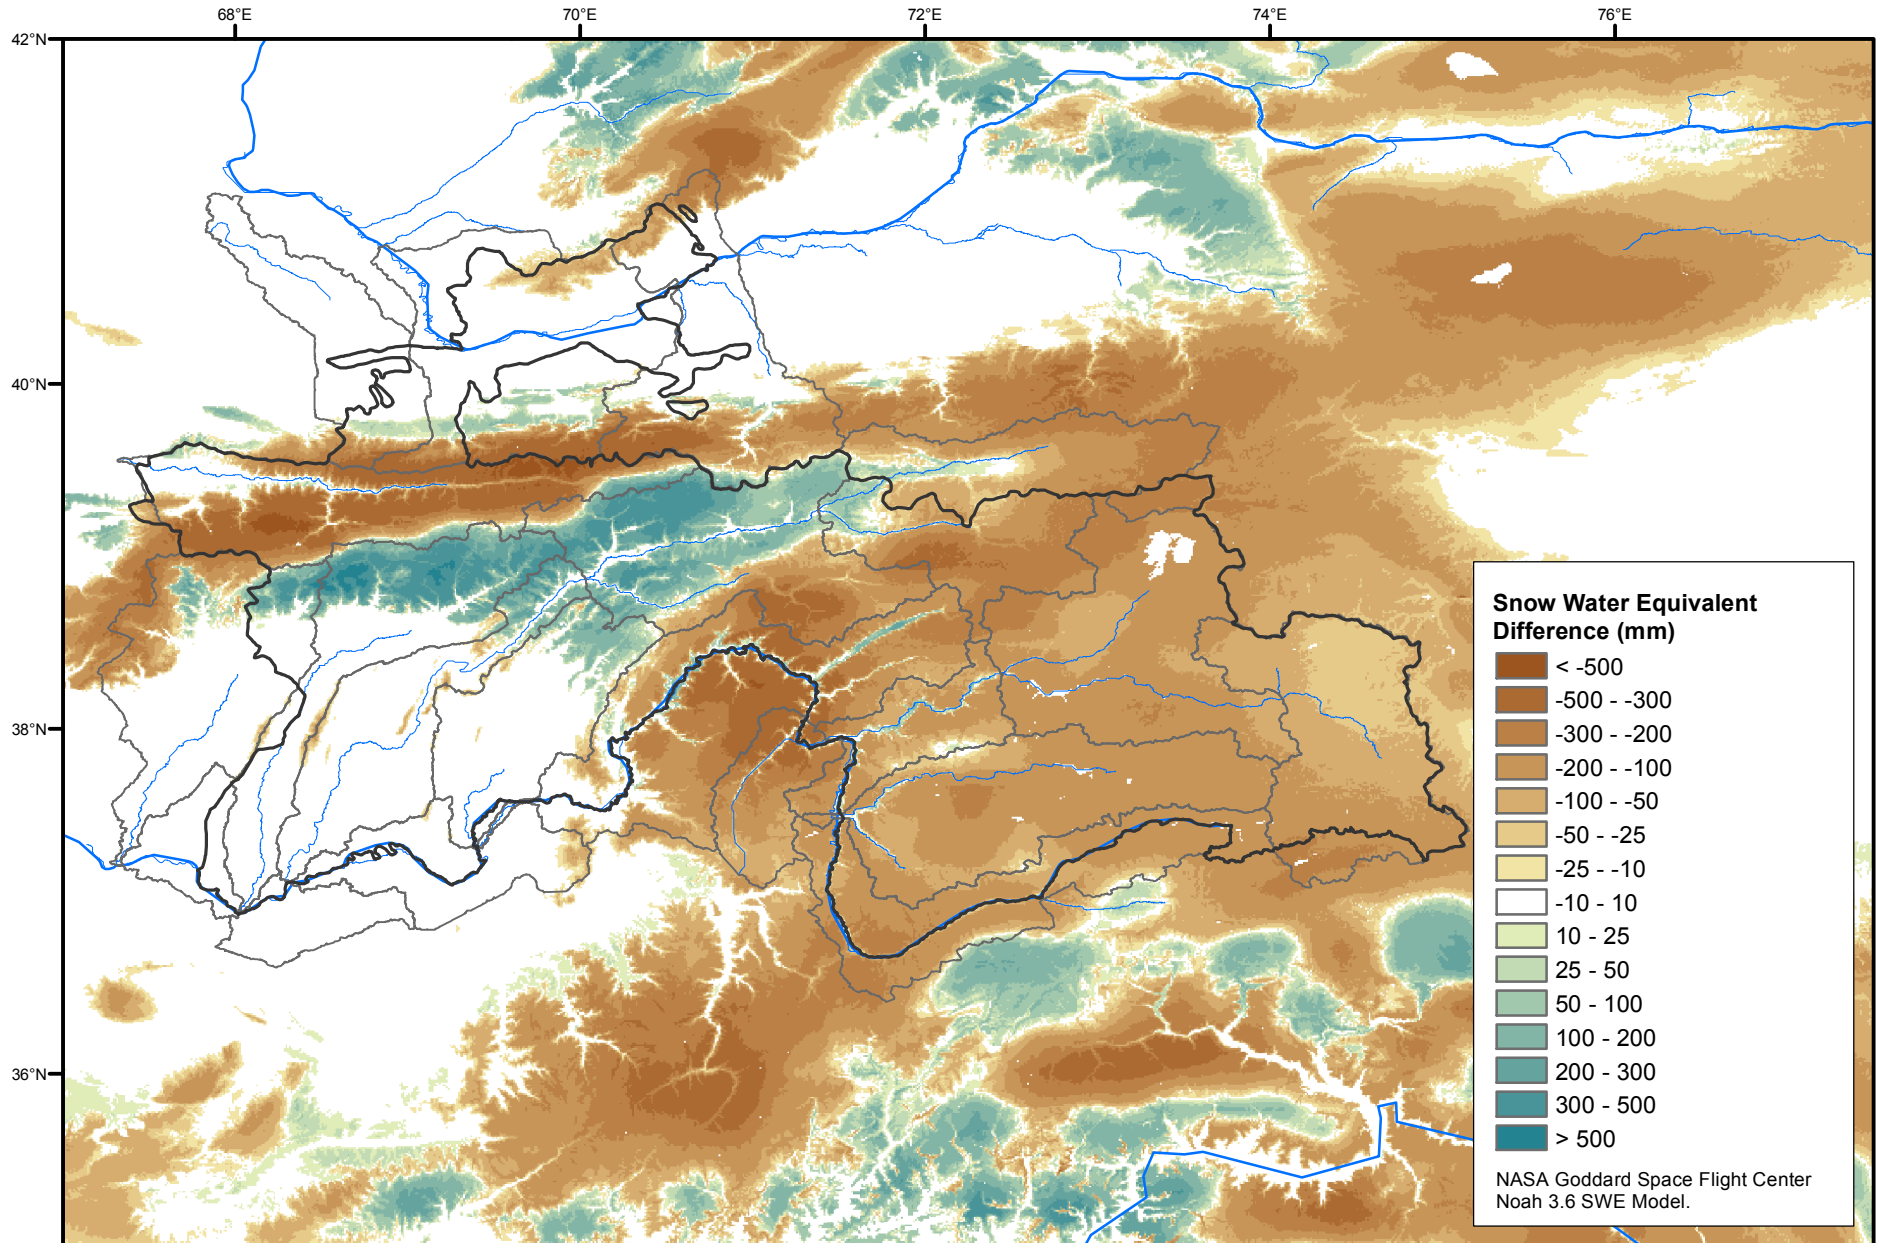 68°E
70°E
72°E
74°E
76°E
42°N
40°N
38°N
36°N
Snow Water Equivalent
Difference (mm)
< -500
-500 - -300
-300 - -200
-200 - -100
-100 - -50
-50 - -25
-25 - -10
-10 - 10
10 - 25
25 - 50
50 - 100
100 - 200
200 - 300
300 - 500
> 500
NASA Goddard Space Flight Center
Noah 3.6 SWE Model.